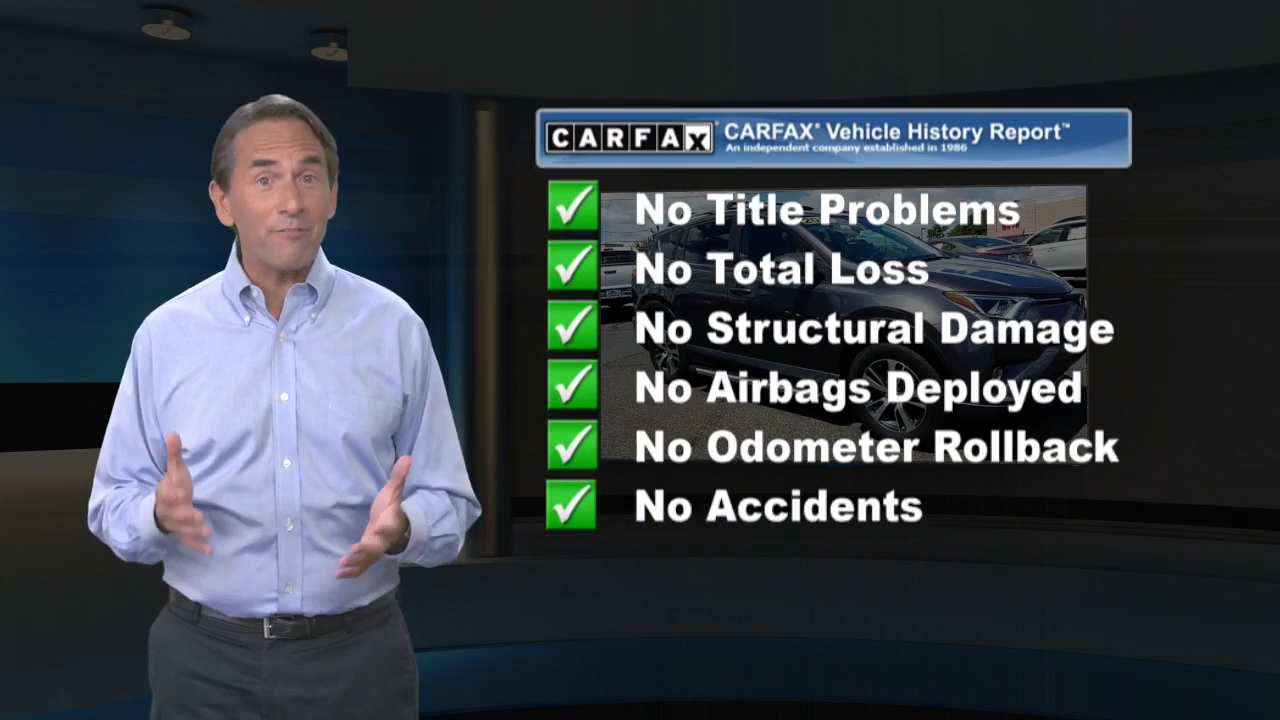 CARFAX
CARFAX® Vehicle History Report™
An independent company established in 1986
No Title Problems
No Total Loss
No Structural Damage
No Airbags Deployed
No Odometer Rollback
No Accidents